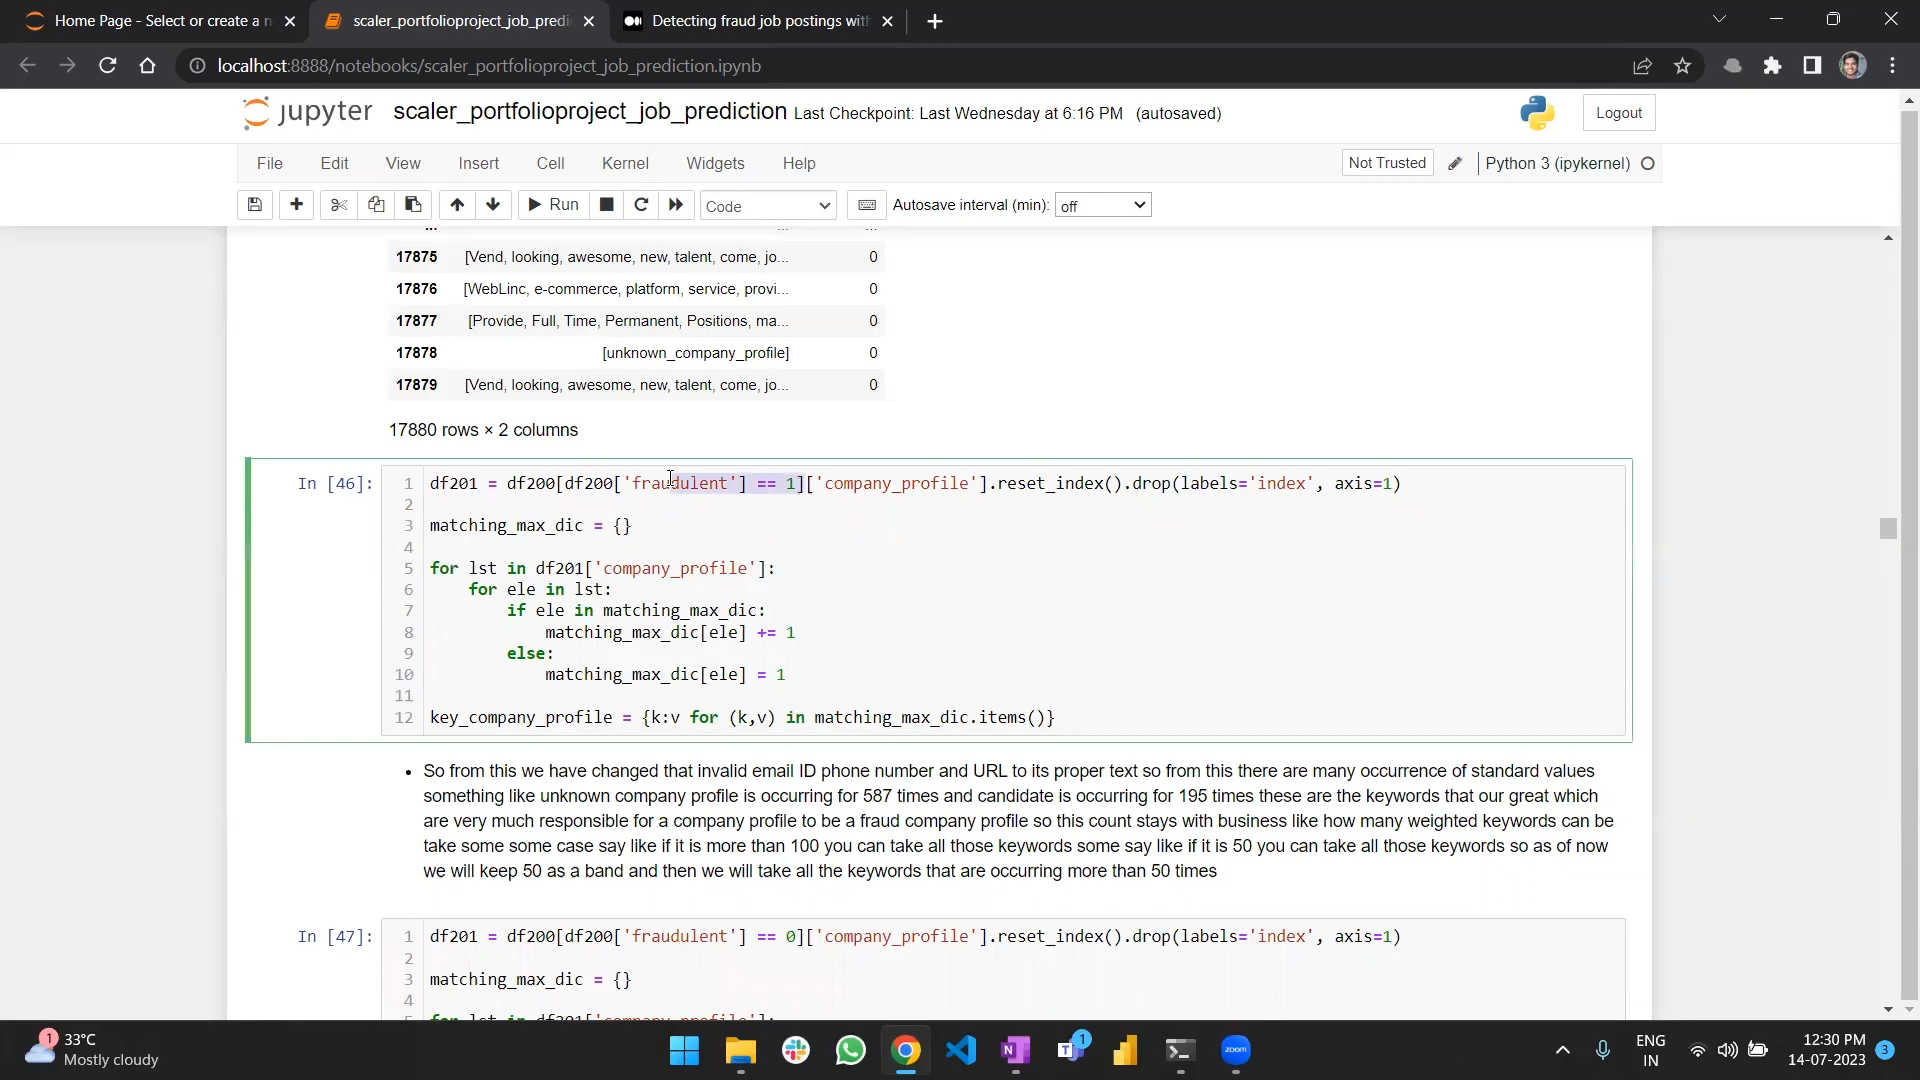 Home Page - Select or create a n
scaler_portfolioproject_job_predi
Detecting fraud job postings with
localhost:8888/notebooks/scaler_portfolioproject_job_prediction.ipynb
jupyter scaler_portfolioproject_job_prediction Last Checkpoint: Last Wednesday at 6:16 PM (autosaved)
Logout
File Edit View Insert Cell Kernel Widgets Help
Not Trusted
Python 3 (ipykernel)
Run
Code
Autosave interval (min): off
... ... ...
17875 [Vend, looking, awesome, new, talent, come, jo... 0
17876 [WebLinc, e-commerce, platform, service, provi... 0
17877 [Provide, Full, Time, Permanent, Positions, ma... 0
17878 [unknown_company_profile] 0
17879 [Vend, looking, awesome, new, talent, come, jo... 0
17880 rows × 2 columns
In [46]:
1 df201 = df200[df200['fraudulent'] == 1]['company_profile'].reset_index().drop(labels='index', axis=1)
2
3 matching_max_dic = {}
4
5 for lst in df201['company_profile']:
6     for ele in lst:
7         if ele in matching_max_dic:
8             matching_max_dic[ele] += 1
9         else:
10             matching_max_dic[ele] = 1
11
12 key_company_profile = {k:v for (k,v) in matching_max_dic.items()}
• So from this we have changed that invalid email ID phone number and URL to its proper text so from this there are many occurrence of standard values
something like unknown company profile is occurring for 587 times and candidate is occurring for 195 times these are the keywords that our great which
are very much responsible for a company profile to be a fraud company profile so this count stays with business like how many weighted keywords can be
take some some case say like if it is more than 100 you can take all those keywords some say like if it is 50 you can take all those keywords so as of now
we will keep 50 as a band and then we will take all the keywords that are occurring more than 50 times
In [47]:
1 df201 = df200[df200['fraudulent'] == 0]['company_profile'].reset_index().drop(labels='index', axis=1)
2
3 matching_max_dic = {}
4
5 for lst in df201['company_profile']:
1
33°C
Mostly cloudy
N
T
1
zoom
ENG
IN
12:30 PM
14-07-2023
3